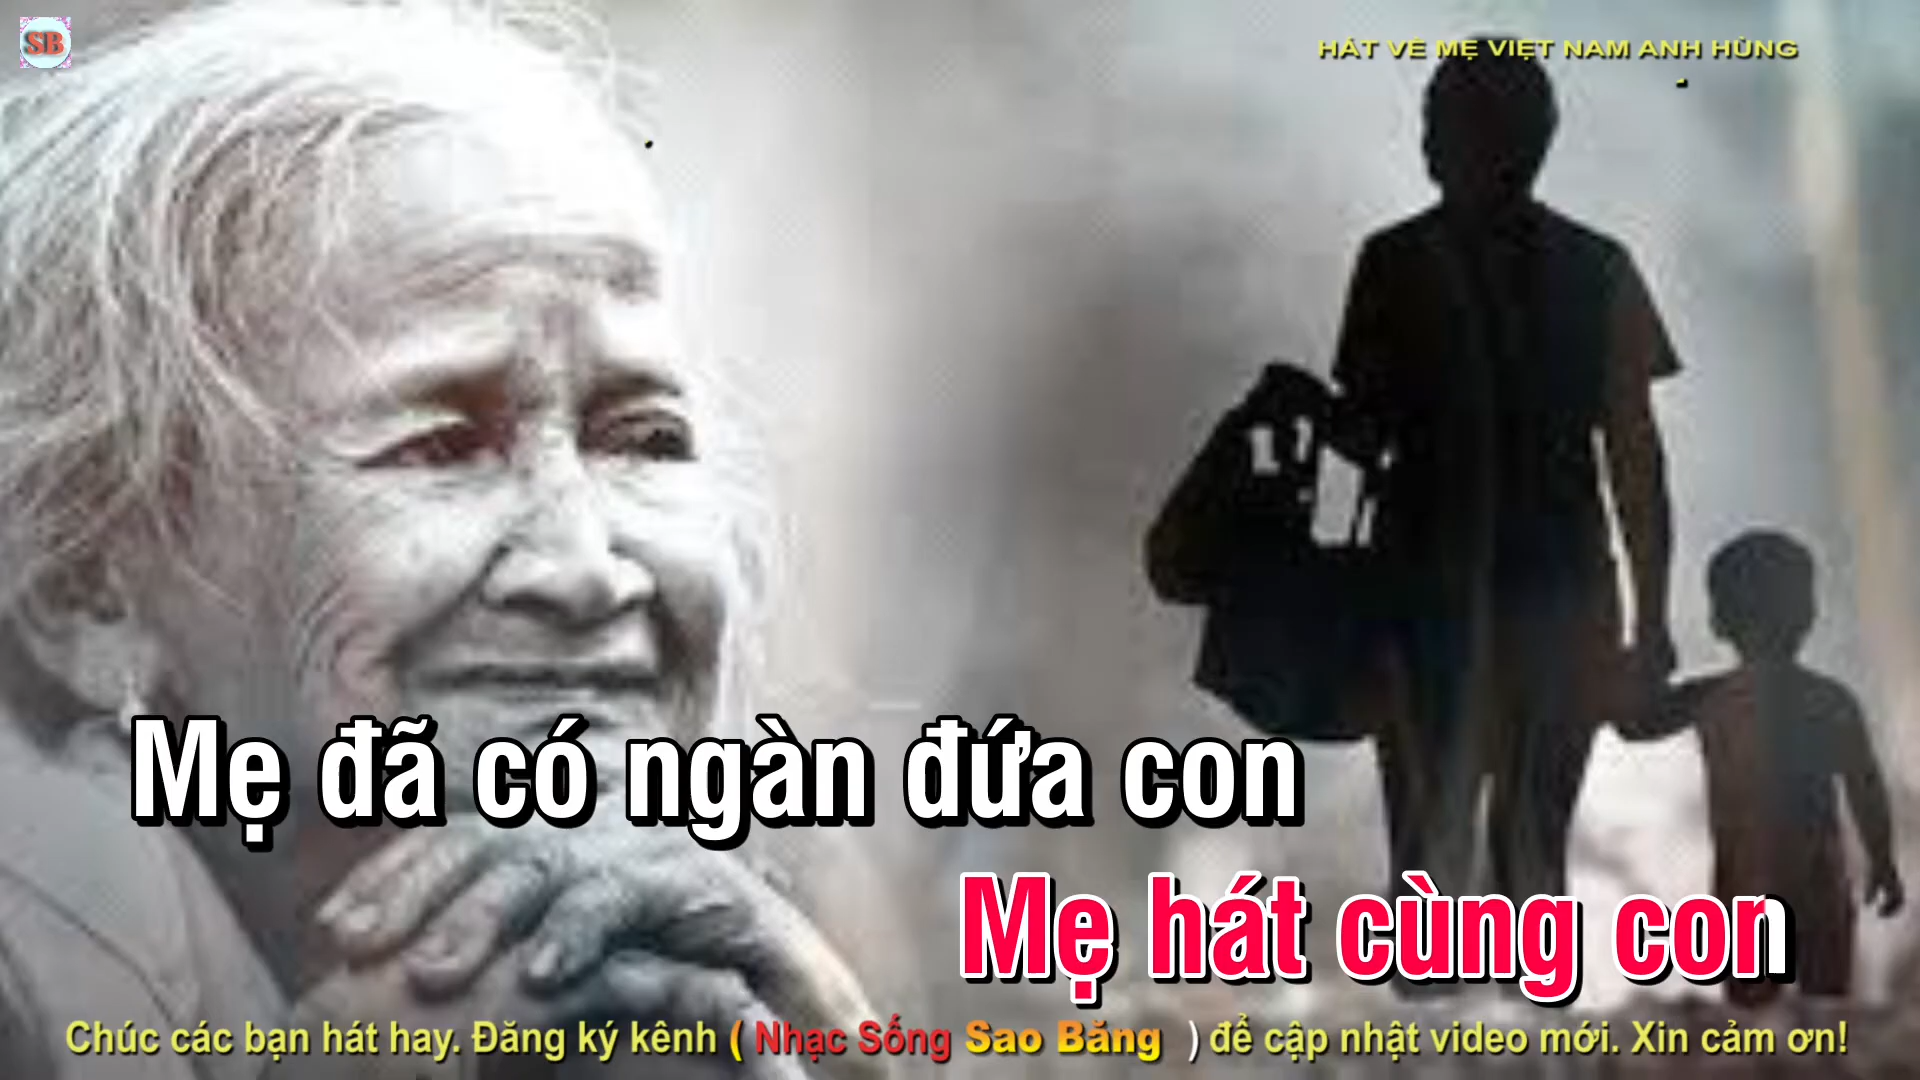 SB
HÁT VỀ MẸ VIỆT NAM ANH HÙNG
Mẹ đã có ngàn đứa con
Mẹ hát cùng con
Chúc các bạn hát hay. Đăng ký kênh ( Nhạc Sống Sao Băng ) để cập nhật video mới. Xin cảm ơn!